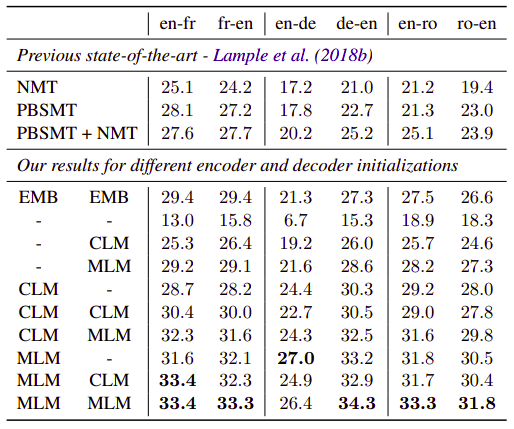 en-fr fr-en en-de de-en en-ro ro-en
Previous state-of-the-art - Lample et al. (2018b)
NMT 25.1 24.2 17.2 21.0 21.2 19.4
PBSMT 28.1 27.2 17.8 22.7 21.3 23.0
PBSMT + NMT 27.6 27.7 20.2 25.2 25.1 23.9
Our results for different encoder and decoder initializations
EMB EMB 29.4 29.4 21.3 27.3 27.5 26.6
- - 13.0 15.8 6.7 15.3 18.9 18.3
- CLM 25.3 26.4 19.2 26.0 25.7 24.6
- MLM 29.2 29.1 21.6 28.6 28.2 27.3
CLM - 28.7 28.2 24.4 30.3 29.2 28.0
CLM CLM 30.4 30.0 22.7 30.5 29.0 27.8
CLM MLM 32.3 31.6 24.3 32.5 31.6 29.8
MLM - 31.6 32.1 27.0 33.2 31.8 30.5
MLM CLM 33.4 32.3 24.9 32.9 31.7 30.4
MLM MLM 33.4 33.3 26.4 34.3 33.3 31.8